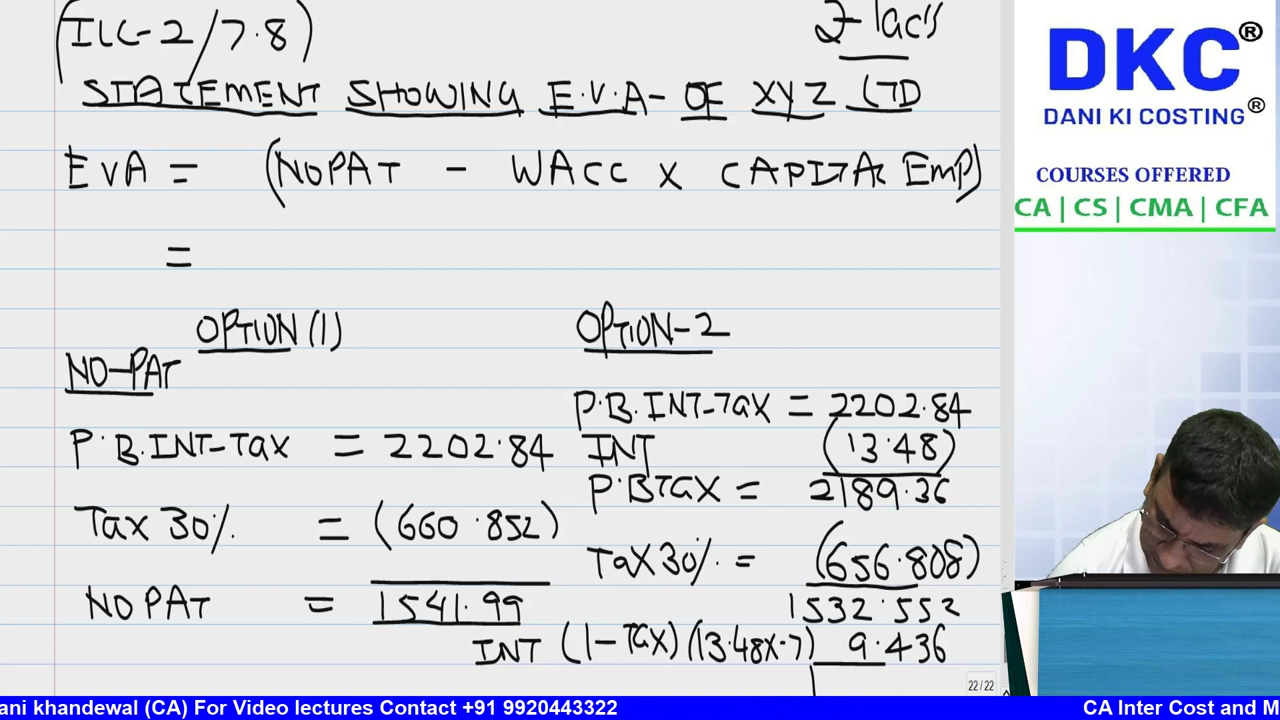 (ILC-2/7.8)
2 lacs
STATEMENT SHOWING E.V.A- OF XYZ LTD
EVA = (NOPAT - WACC x CAPITAL EMP)
=
OPTION (1)
NO-PAT
P.B.INT-TAX = 2202.84
TAX 30% = (660.852)
NOPAT = 1541.99
OPTION-2
P.B.INT-TAX = 2202.84
INT (13.48)
P.BTAX = 2189.36
TAX 30% = (656.808)
1532.552
INT (1-TAX) (13.48x.7) 9.436
22/22
DKC®
DANI KI COSTING®
COURSES OFFERED
CA | CS | CMA | CFA
ani khandewal (CA) For Video lectures Contact +91 9920443322
CA Inter Cost and M